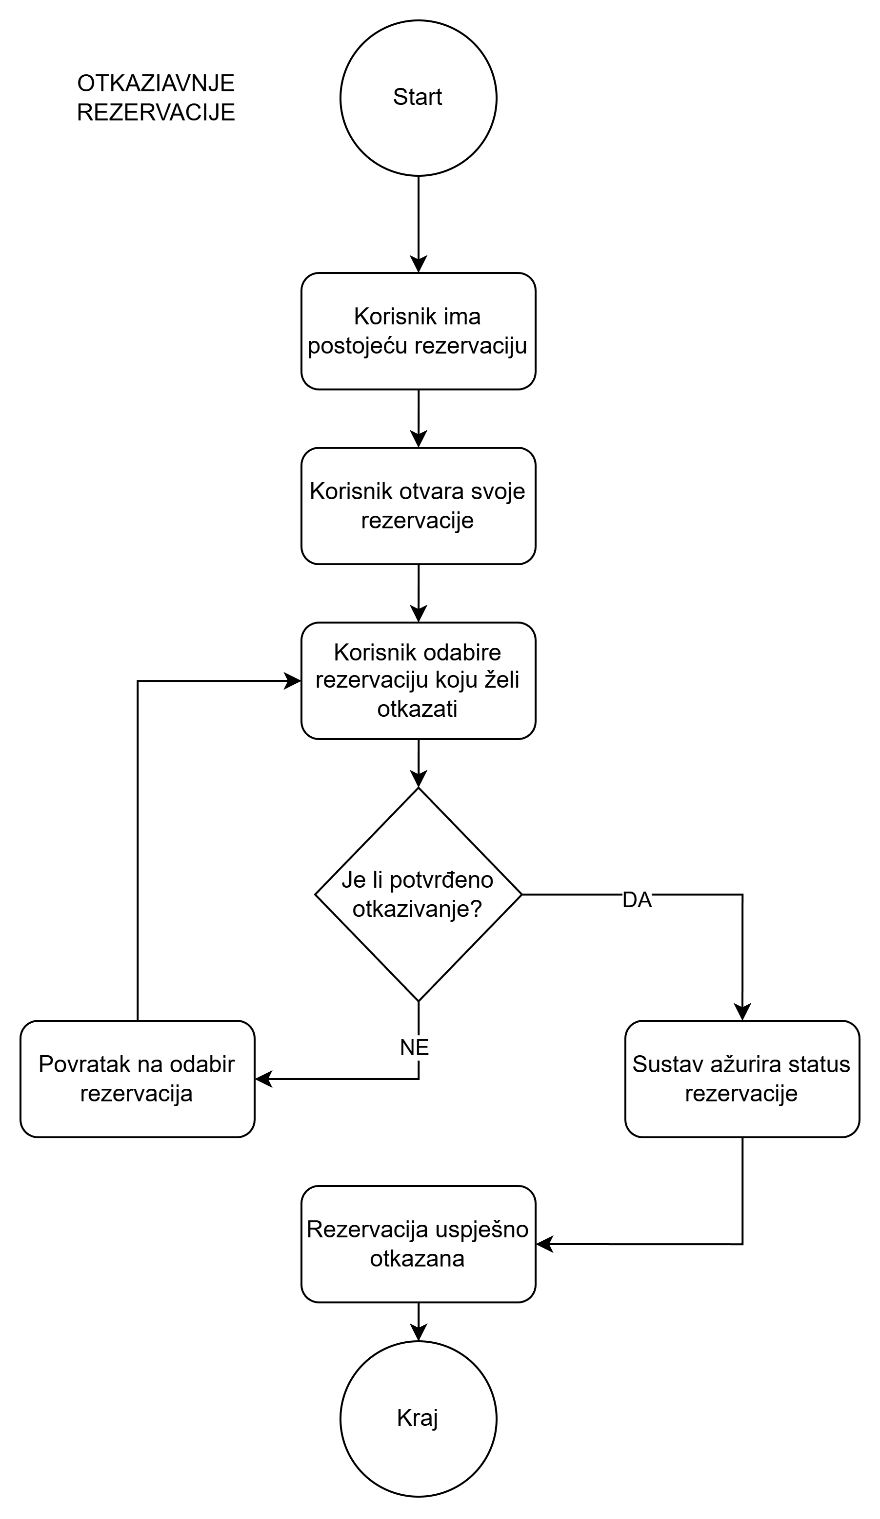 OTKAZIAVNJE
REZERVACIJE
Start
Korisnik ima
postojeću rezervaciju
Korisnik otvara svoje
rezervacije
Korisnik odabire
rezervaciju koju želi
otkazati
Je li potvrđeno
otkazivanje?
DA
NE
Povratak na odabir
rezervacija
Sustav ažurira status
rezervacije
Rezervacija uspješno
otkazana
Kraj